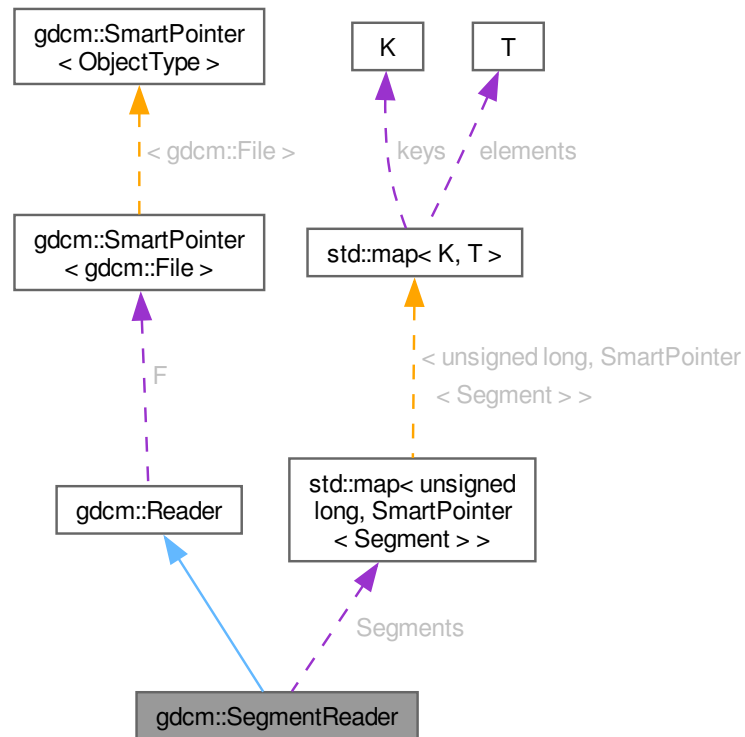 gdcm::SmartPointer
< ObjectType >
K
T
< gdcm::File >
keys
elements
gdcm::SmartPointer
< gdcm::File >
std::map< K, T >
F
< unsigned long, SmartPointer
< Segment > >
gdcm::Reader
std::map< unsigned
long, SmartPointer
< Segment > >
Segments
gdcm::SegmentReader